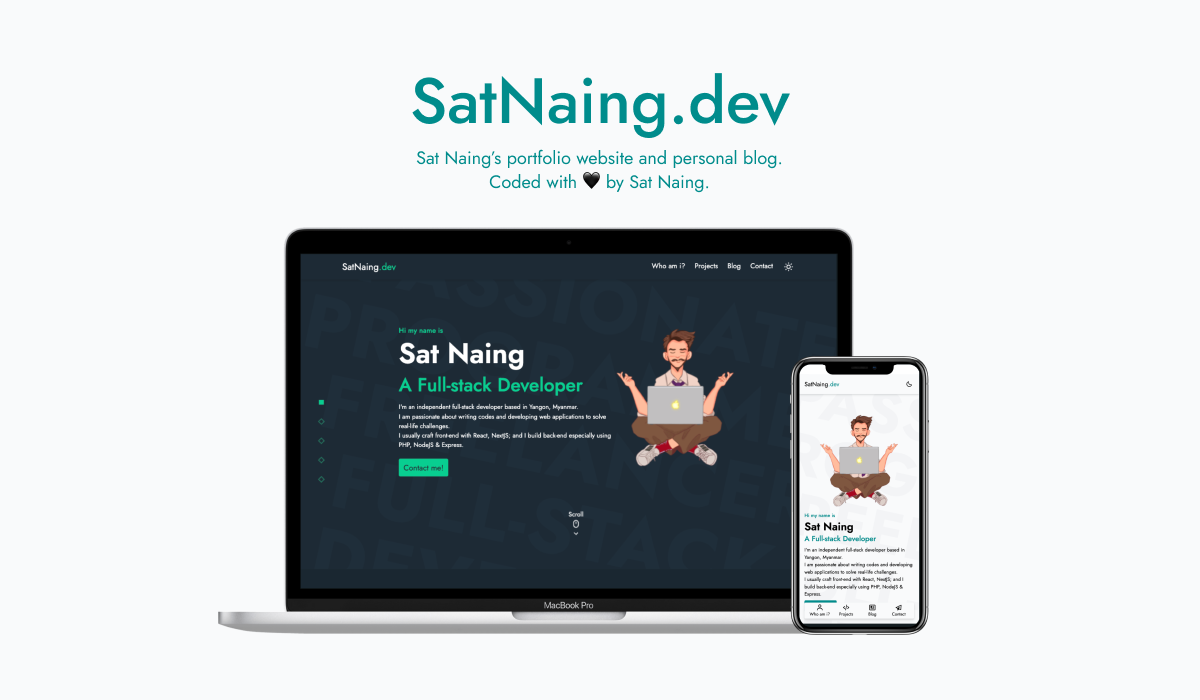 SatNaing.dev
Sat Naing's portfolio website and personal blog.
Coded with 🖤 by Sat Naing.
SatNaing.dev
Who am i? Projects Blog Contact
PASSIONATE
PROGRAMMER
FREELANCER
FULL-STACK
Hi my name is
Sat Naing
A Full-stack Developer
I'm an independent full-stack developer based in Yangon, Myanmar.
I am passionate about writing codes and developing web applications to solve
real-life challenges.
I usually craft front-end with React, NextJS; and I build back-end especially using
PHP, NodeJS & Express.
Contact me!
Scroll
MacBook Pro
SatNaing.dev
Hi my name is
Sat Naing
A Full-stack Developer
I'm an independent full-stack developer based in
Yangon, Myanmar.
I am passionate about writing codes and developing
web applications to solve real-life challenges.
I usually craft front-end with React, NextJS; and I
build back-end especially using PHP, NodeJS &
Express.
Who am i? Projects Blog Contact